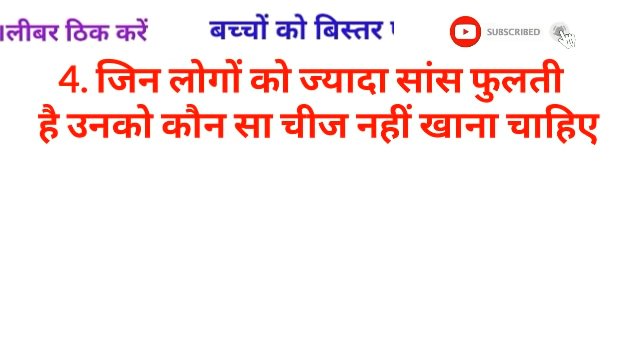 लीबर ठिक करें
बच्चों को बिस्तर
SUBSCRIBED
4. जिन लोगों को ज्यादा सांस फुलती
है उनको कौन सा चीज नहीं खाना चाहिए